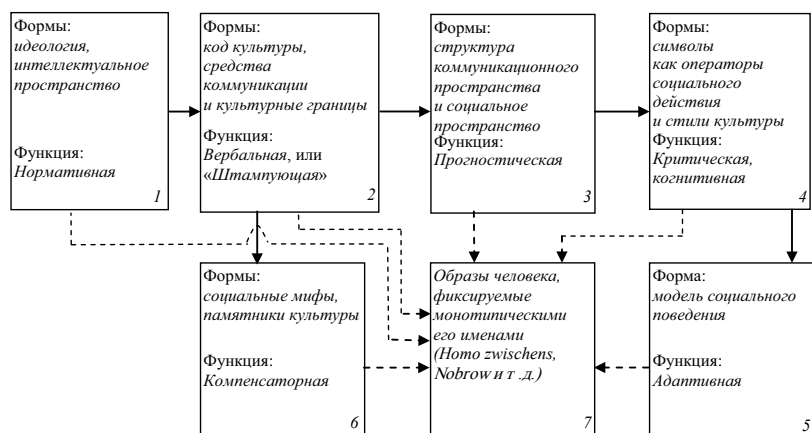 Формы:
идеология,
интеллектуальное
пространство
Функция:
Нормативная
1
Формы:
код культуры,
средства
коммуникации
и культурные границы
Функция:
Вербальная, или
«Штампующая»
2
Формы:
структура
коммуникационного
пространства
и социальное
пространство
Функция:
Прогностическая
3
Формы:
символы
как операторы
социального
действия
и стили культуры
Функция:
Критическая,
когнитивная
4
Формы:
социальные мифы,
памятники культуры
Функция:
Компенсаторная
6
Образы человека,
фиксируемые
монотипическими
его именами
(Homo zwischens,
Nobrow и т .д.)
7
Форма:
модель социального
поведения
Функция:
Адаптивная
5